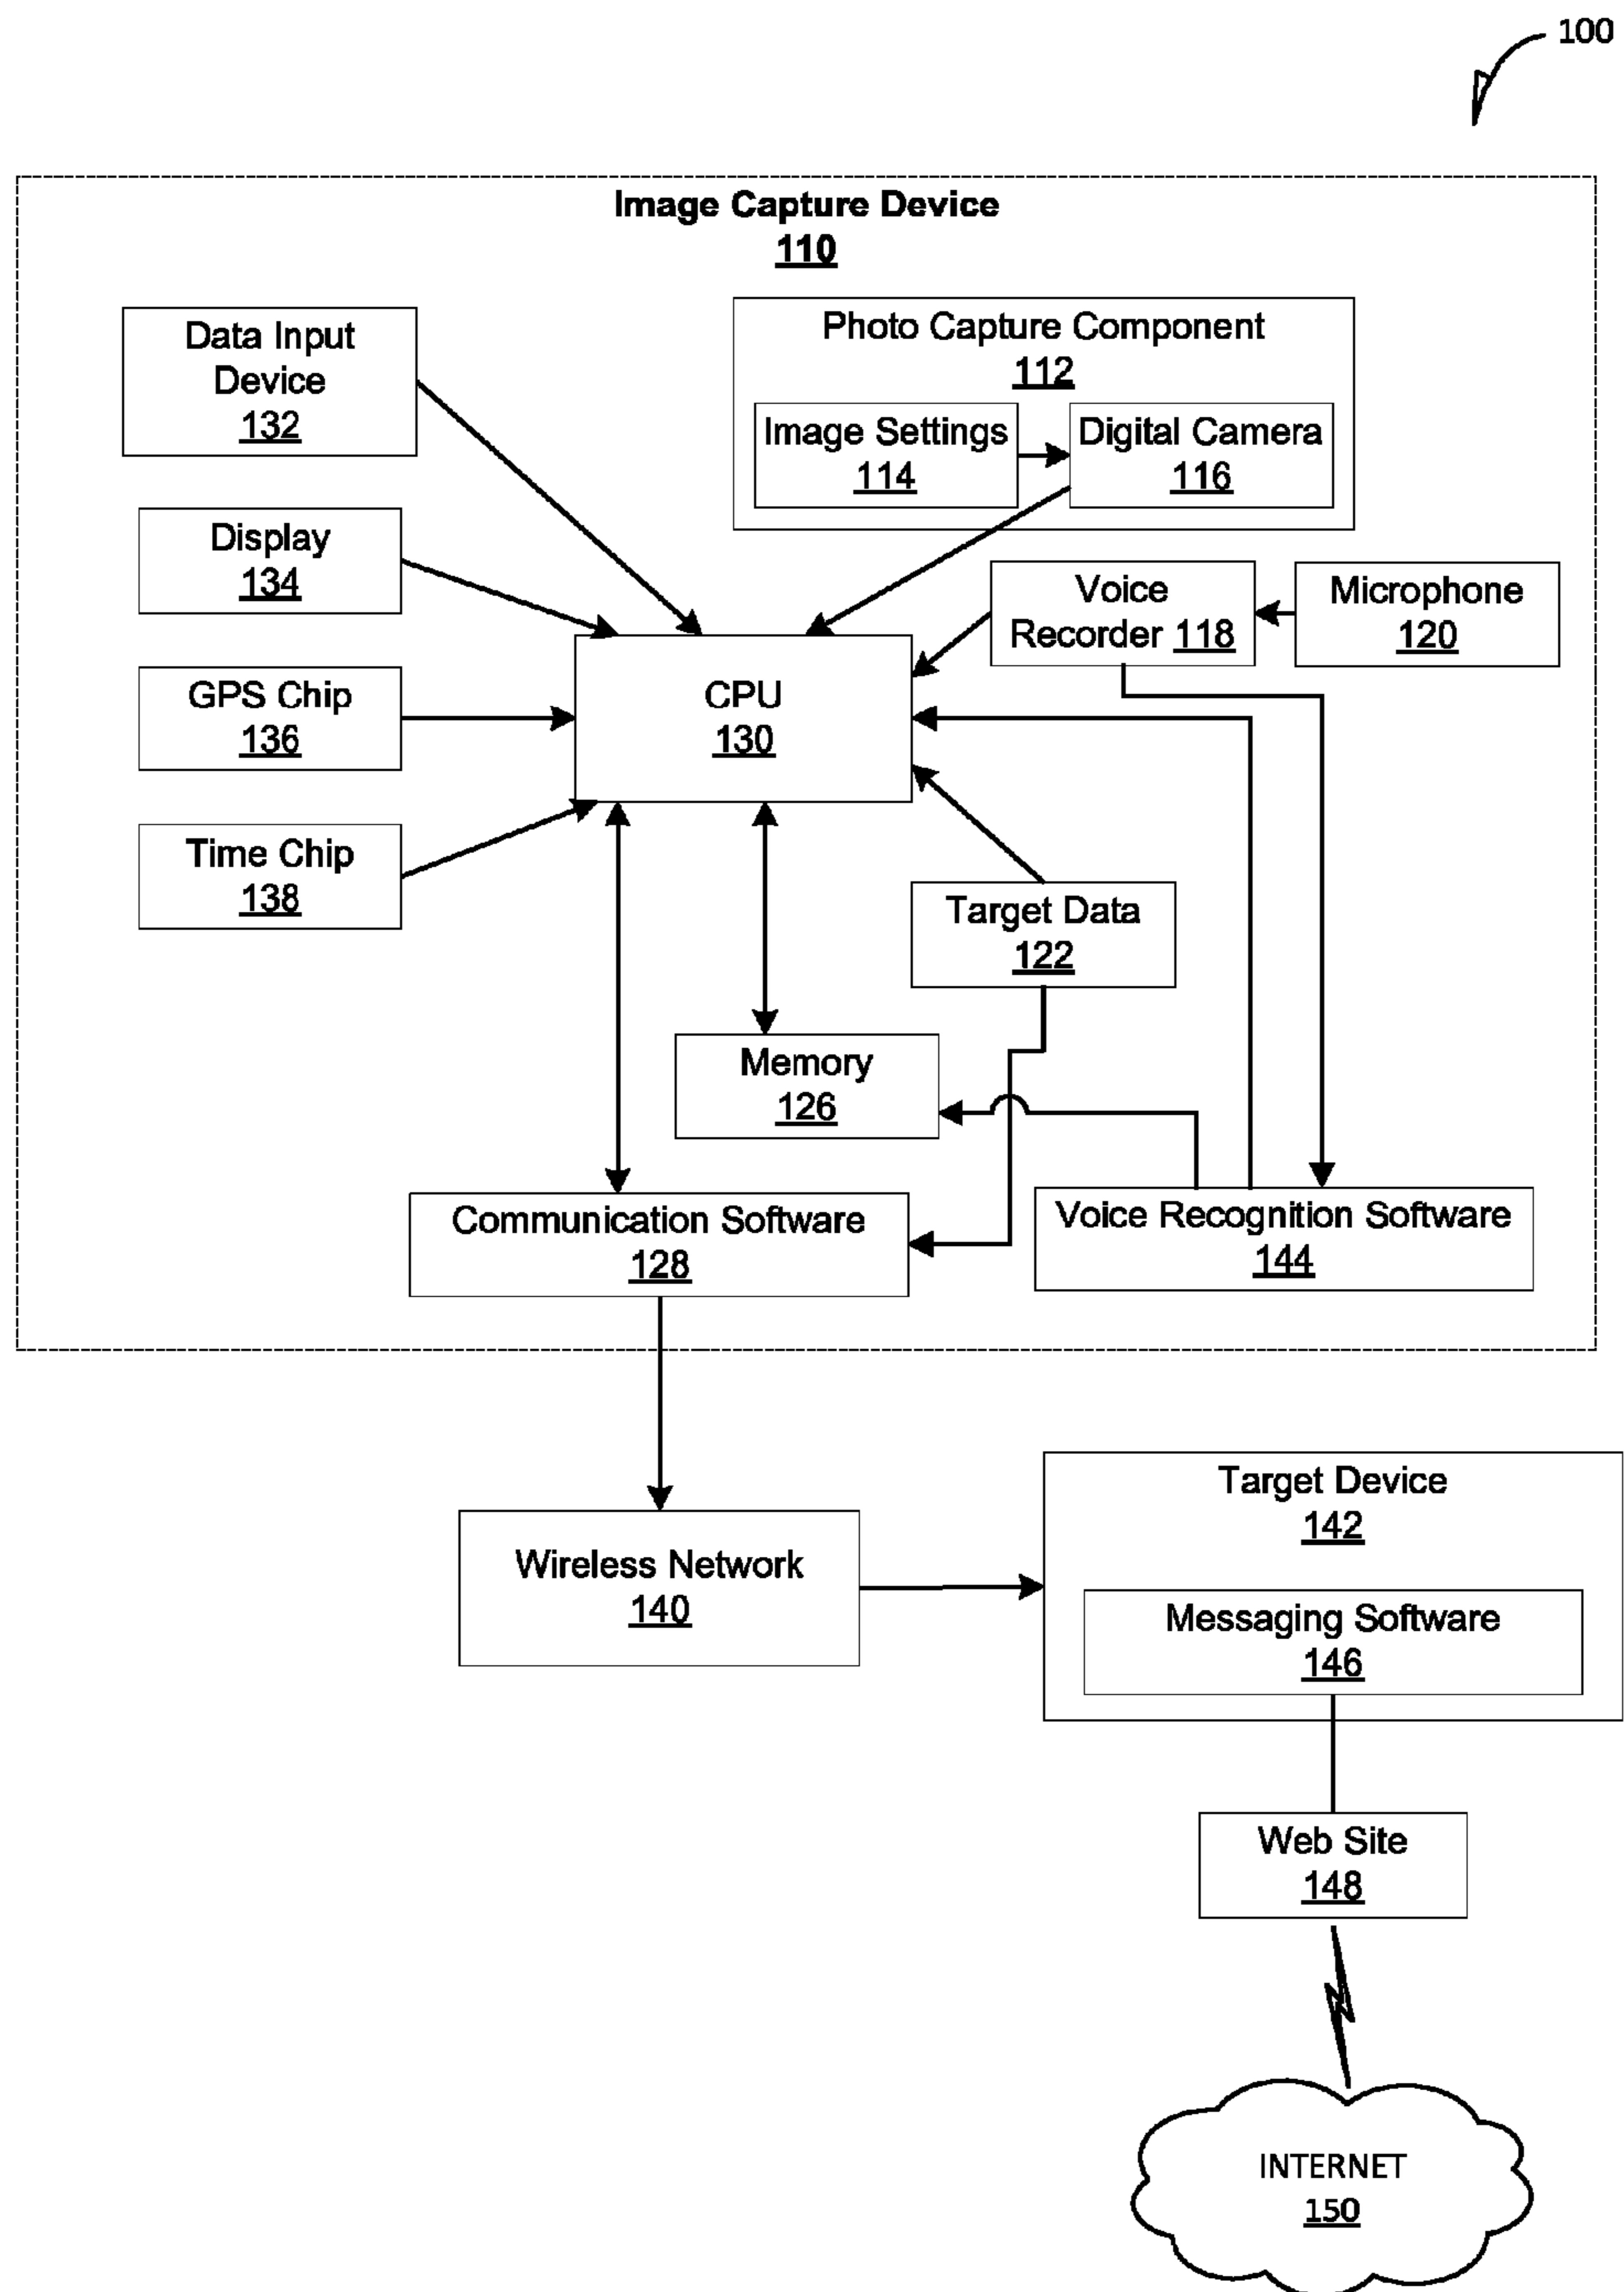 100
Image Capture Device
110
Data Input
Device
132
Photo Capture Component
112
Image Settings
114
Digital Camera
116
Display
134
Voice
Recorder 118
Microphone
120
GPS Chip
136
CPU
130
Time Chip
138
Target Data
122
Memory
126
Communication Software
128
Voice Recognition Software
144
Target Device
142
Wireless Network
140
Messaging Software
146
Web Site
148
INTERNET
150